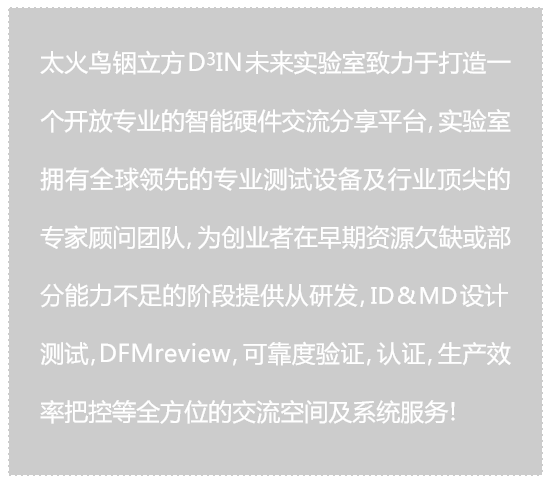 太火鸟铟立方D³IN未来实验室致力于打造一
个开放专业的智能硬件交流分享平台,实验室
拥有全球领先的专业测试设备及行业顶尖的
专家顾问团队,为创业者在早期资源欠缺或部
分能力不足的阶段提供从研发,ID&MD设计
测试,DFMreview,可靠度验证,认证,生产效
率把控等全方位的交流空间及系统服务!